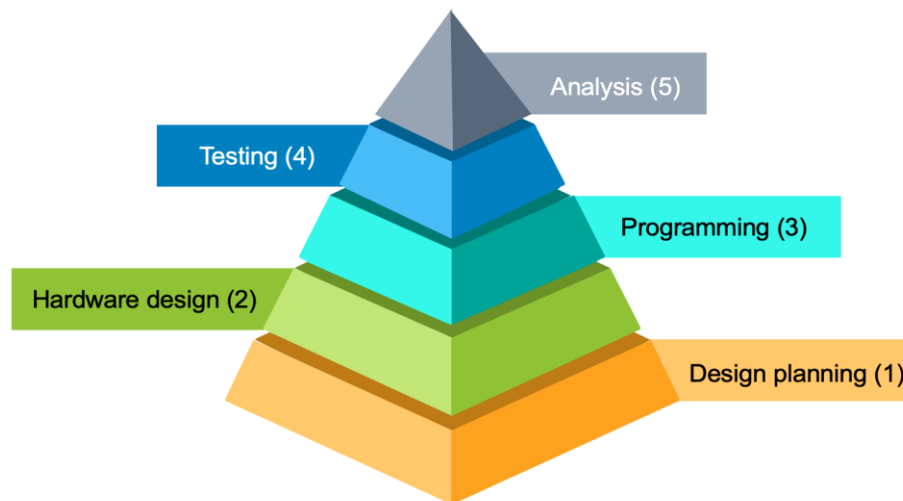 Analysis (5)
Testing (4)
Programming (3)
Hardware design (2)
Design planning (1)